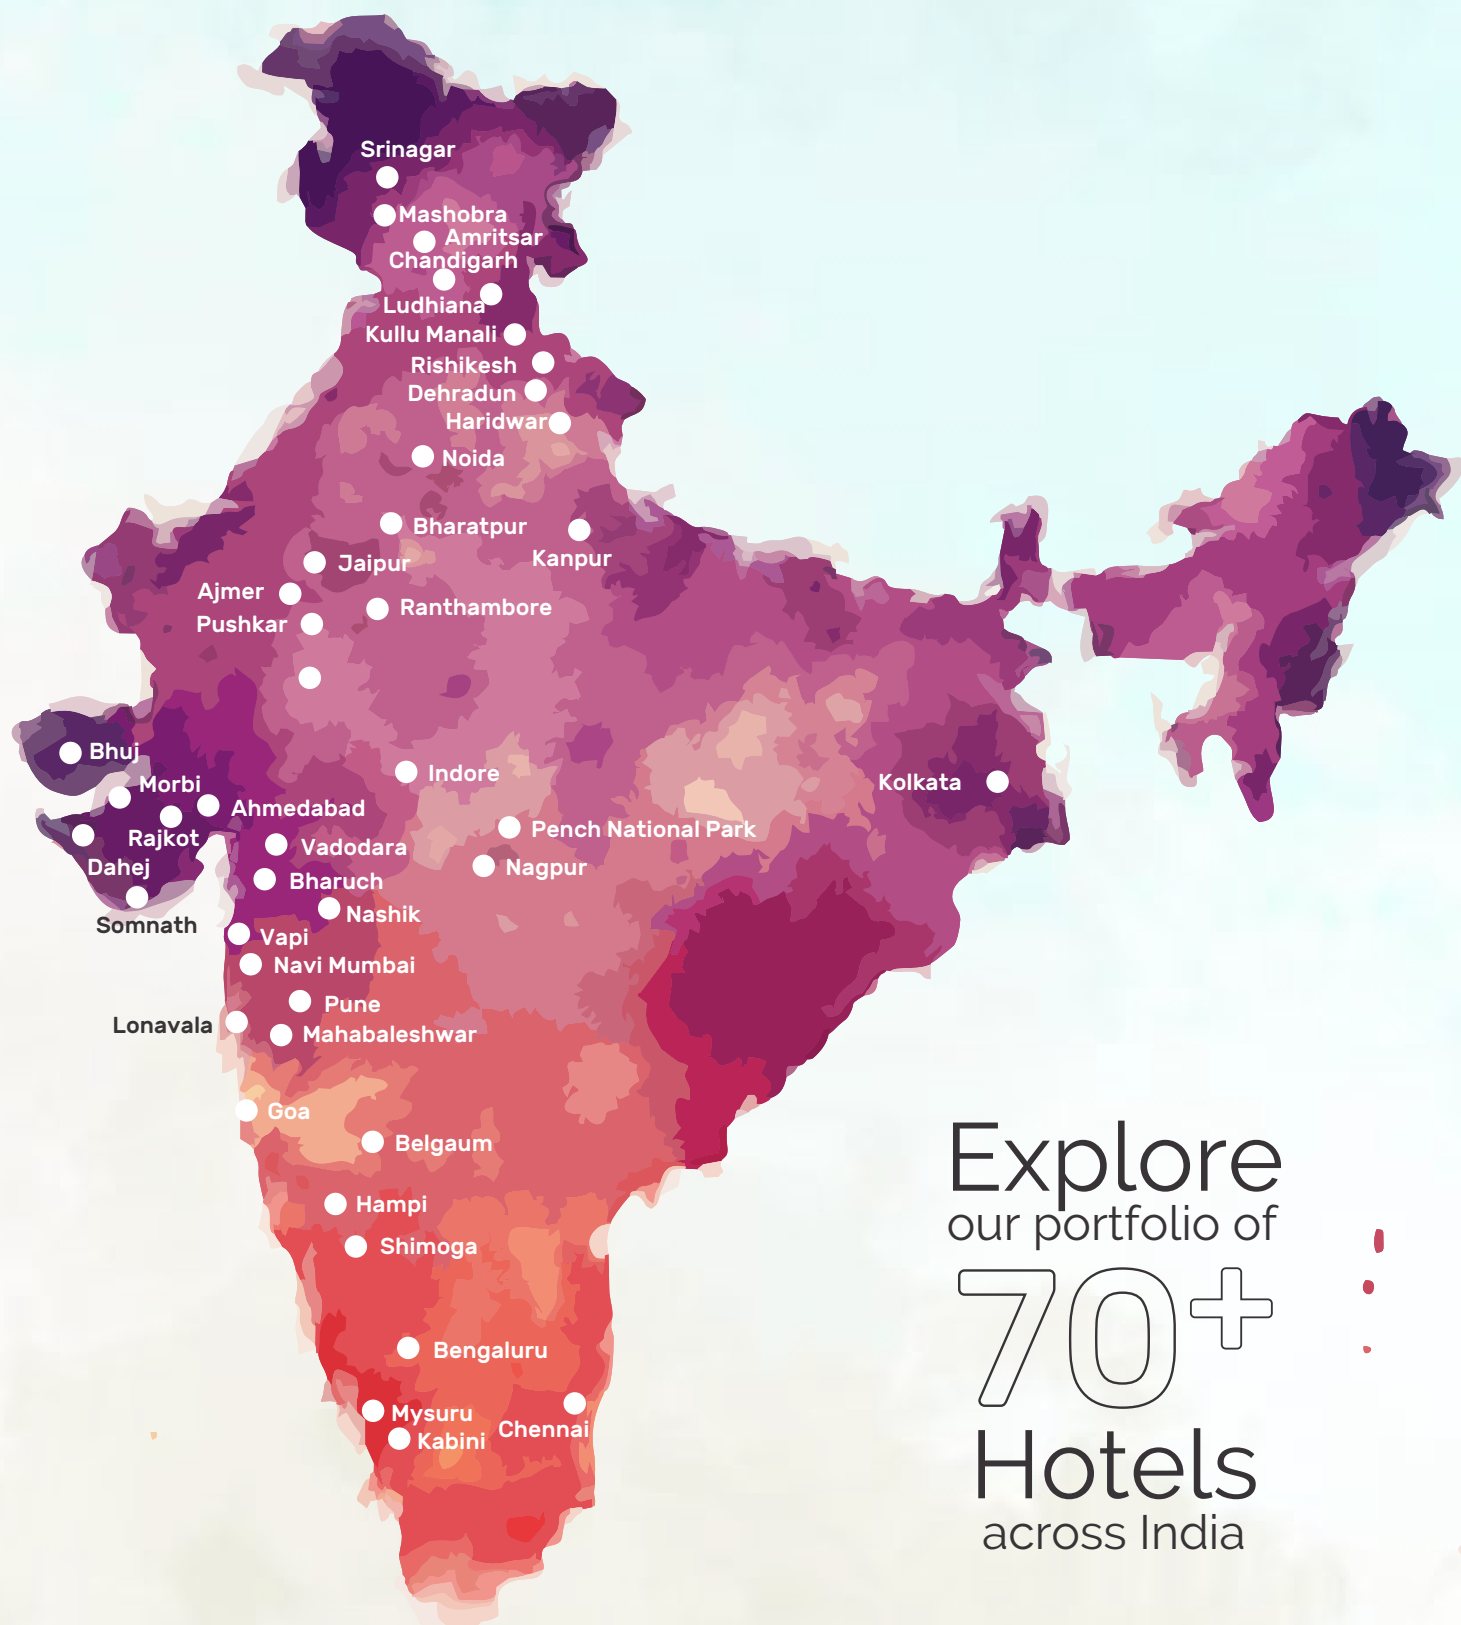 Srinagar
Mashobra
Amritsar
Chandigarh
Ludhiana
Kullu Manali
Rishikesh
Dehradun
Haridwar
Noida
Bharatpur
Kanpur
Jaipur
Ajmer
Ranthambore
Pushkar
Bhuj
Indore
Morbi
Kolkata
Ahmedabad
Pench National Park
Rajkot
Vadodara
Dahej
Nagpur
Bharuch
Nashik
Somnath
Vapi
Navi Mumbai
Pune
Lonavala
Mahabaleshwar
Goa
Belgaum
Hampi
Shimoga
Bengaluru
Mysuru
Chennai
Kabini
Explore
our portfolio of
70+
Hotels
across India